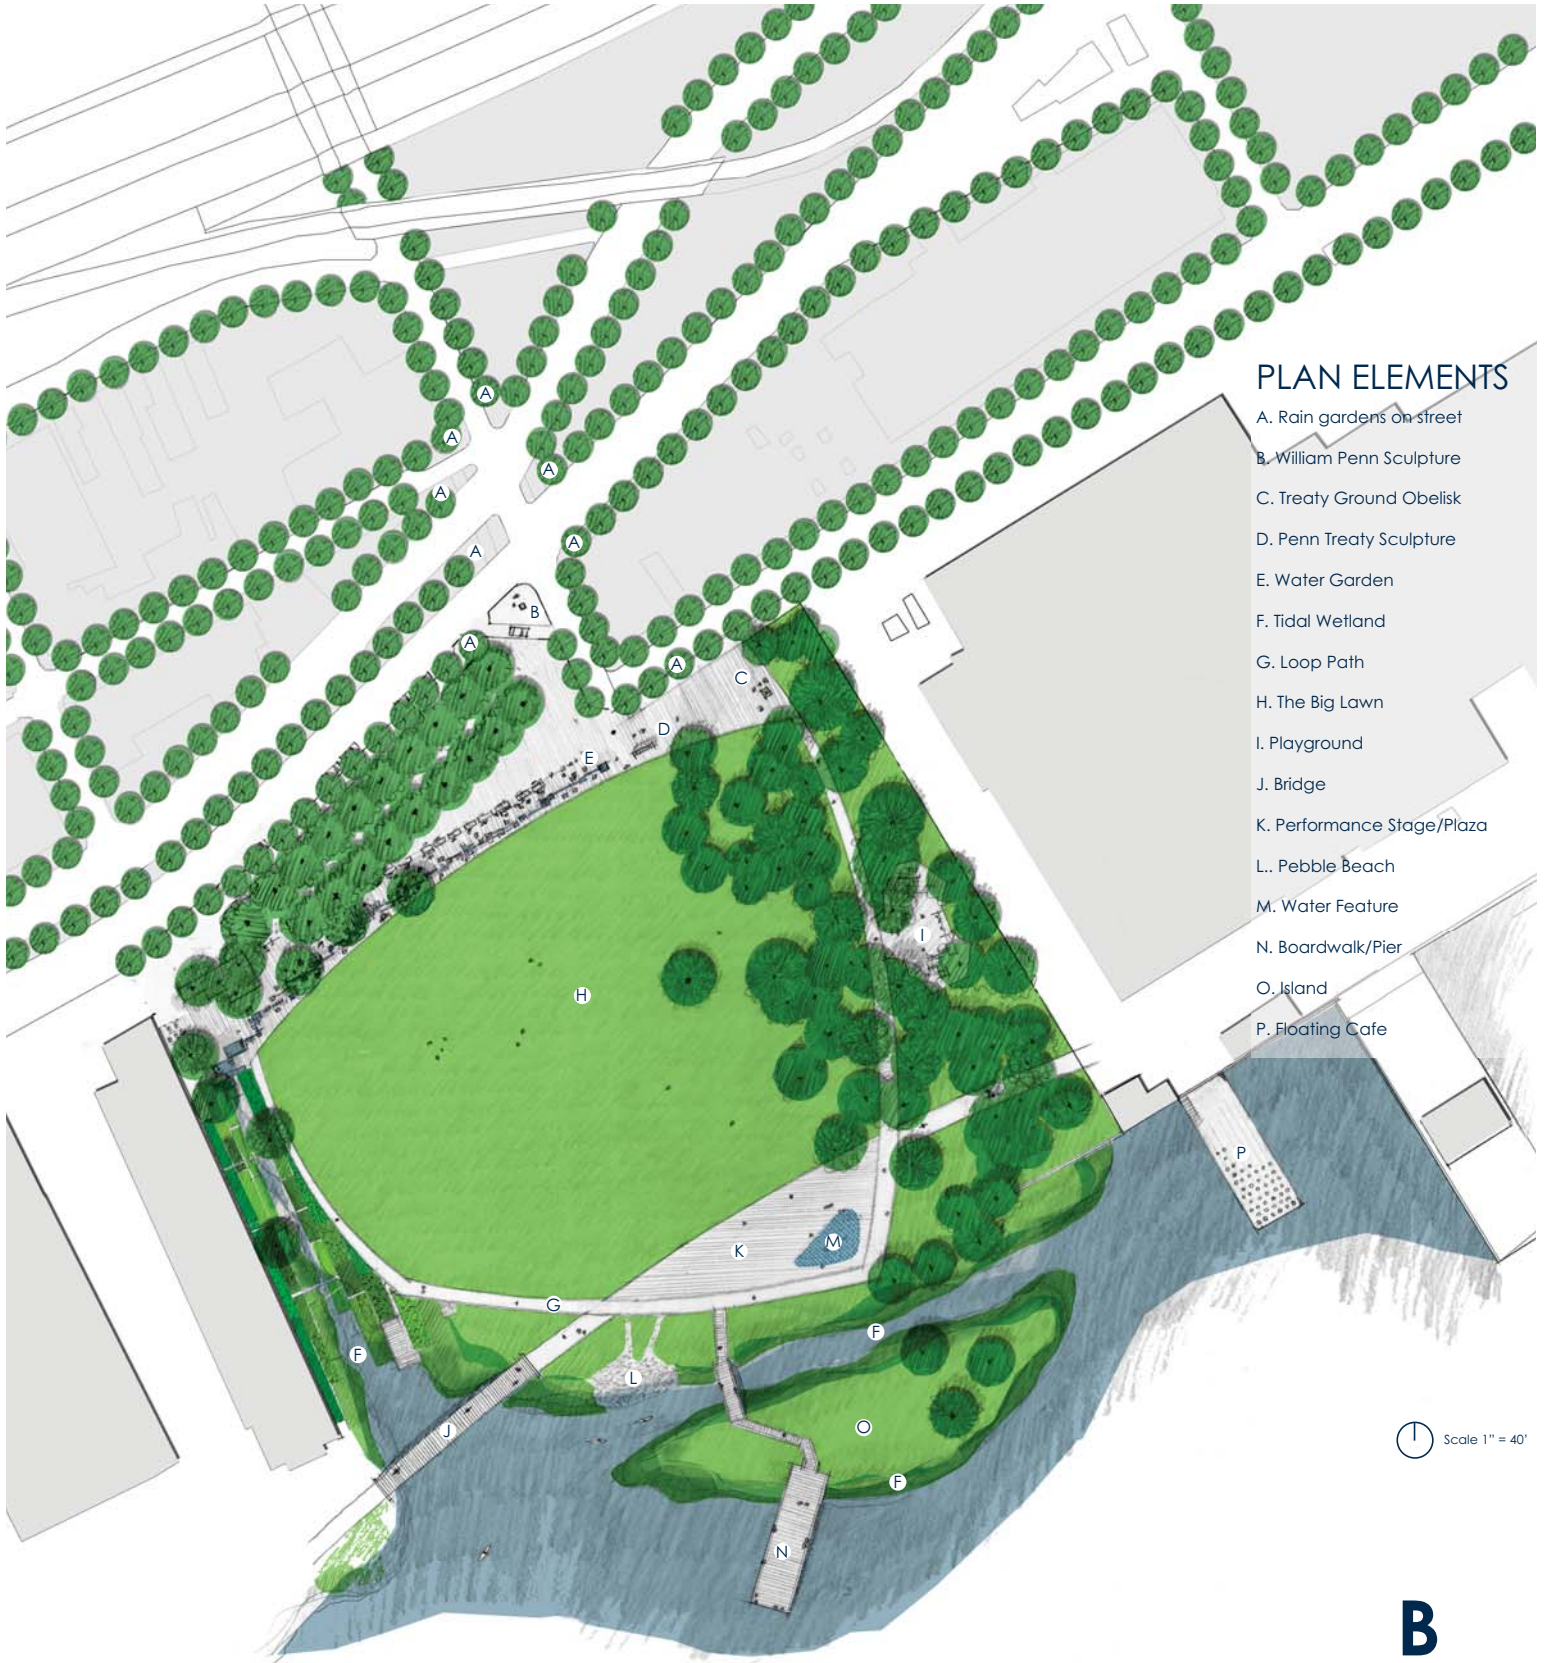 PLAN ELEMENTS
A. Rain gardens on street
B. William Penn Sculpture
C. Treaty Ground Obelisk
D. Penn Treaty Sculpture
E. Water Garden
F. Tidal Wetland
G. Loop Path
H. The Big Lawn
I. Playground
J. Bridge
K. Performance Stage/Plaza
L.. Pebble Beach
M. Water Feature
N. Boardwalk/Pier
O. Island
P. Floating Cafe
A
A
A
A
A
A
B
A
A
C
D
E
I
H
P
M
K
G
F
F
L
O
J
F
N
Scale 1" = 40'
B